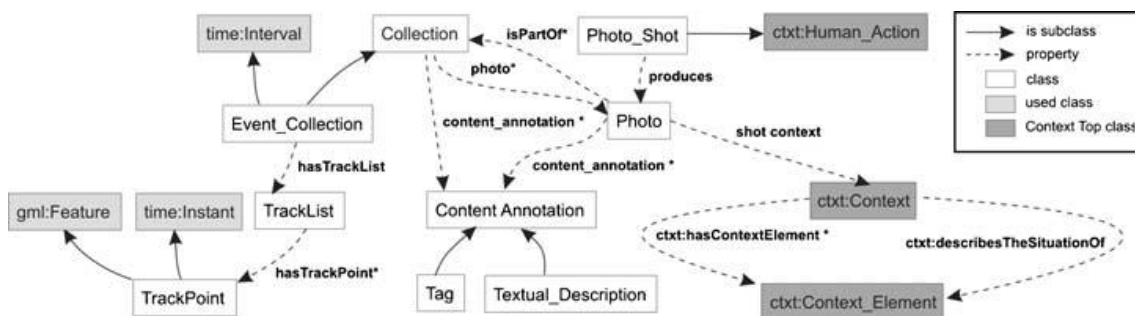 time:Interval
Collection
isPartOf*
Photo_Shot
ctxt:Human_Action
is subclass
property
class
used class
Context Top class
photo*
produces
Event_Collection
content_annotation *
Photo
shot context
hasTrackList
content_annotation *
gml:Feature
time:Instant
TrackList
Content Annotation
ctxt:Context
ctxt:hasContextElement *
ctxt:describesTheSituationOf
hasTrackPoint*
TrackPoint
Tag
Textual_Description
ctxt:Context_Element